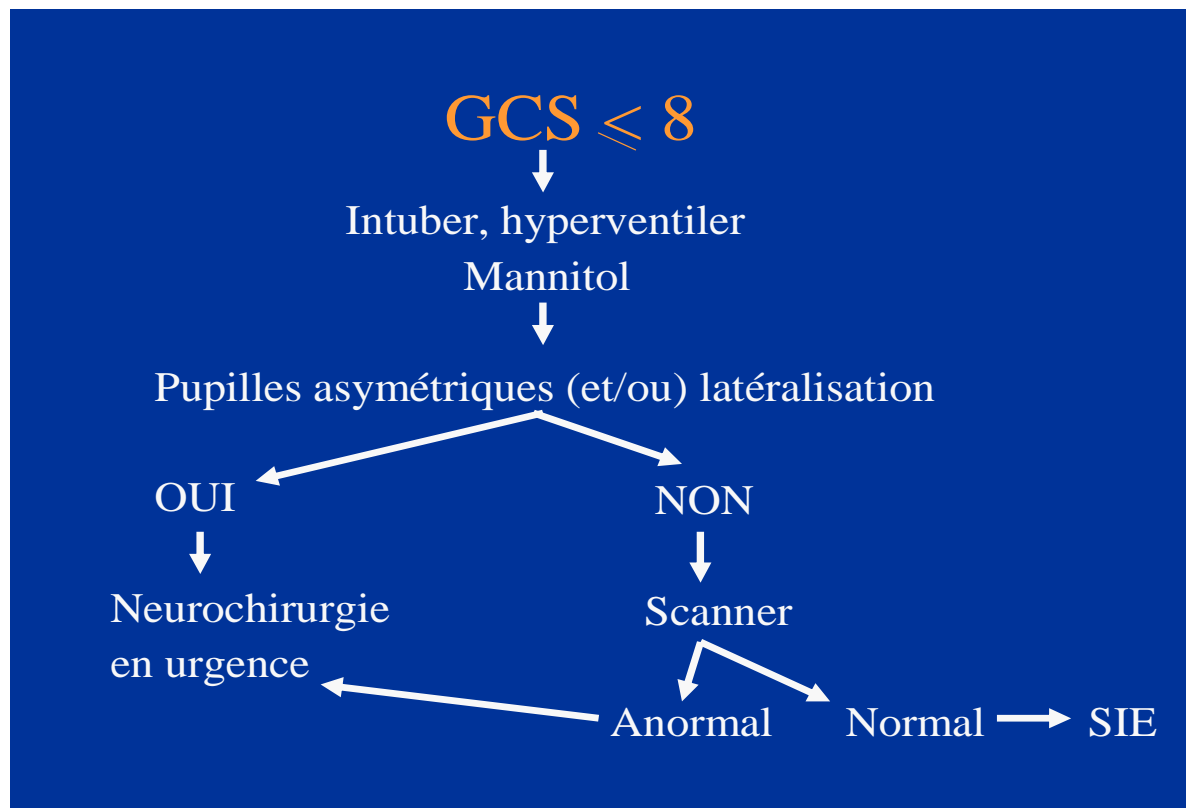 GCS ⩽ 8
Intuber, hyperventiler
Mannitol
Pupilles asymétriques (et/ou) latéralisation
OUI
NON
Neurochirurgie
en urgence
Scanner
Anormal
Normal
SIE